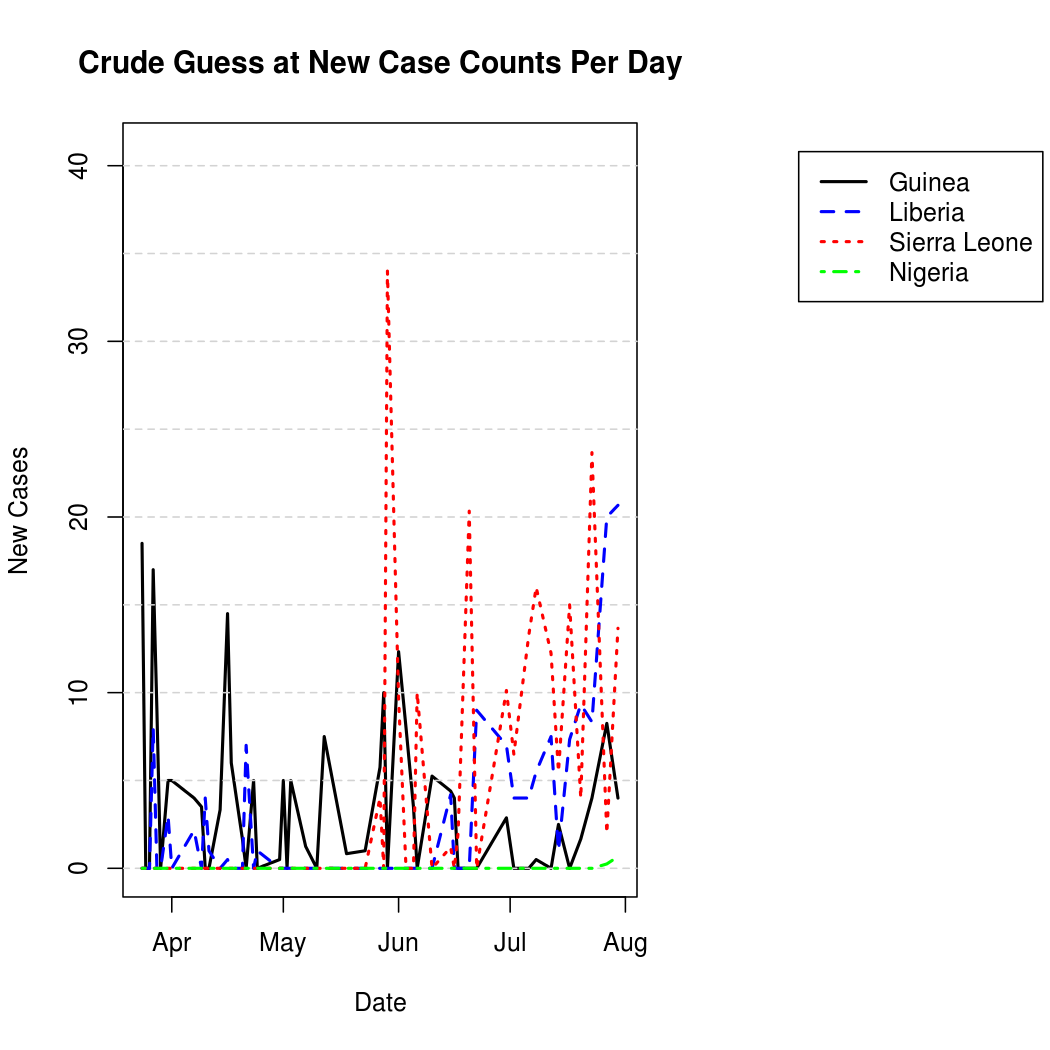 Crude Guess at New Case Counts Per Day
40
30
20
10
0
New Cases
Apr May Jun Jul Aug
Date
Guinea
Liberia
Sierra Leone
Nigeria